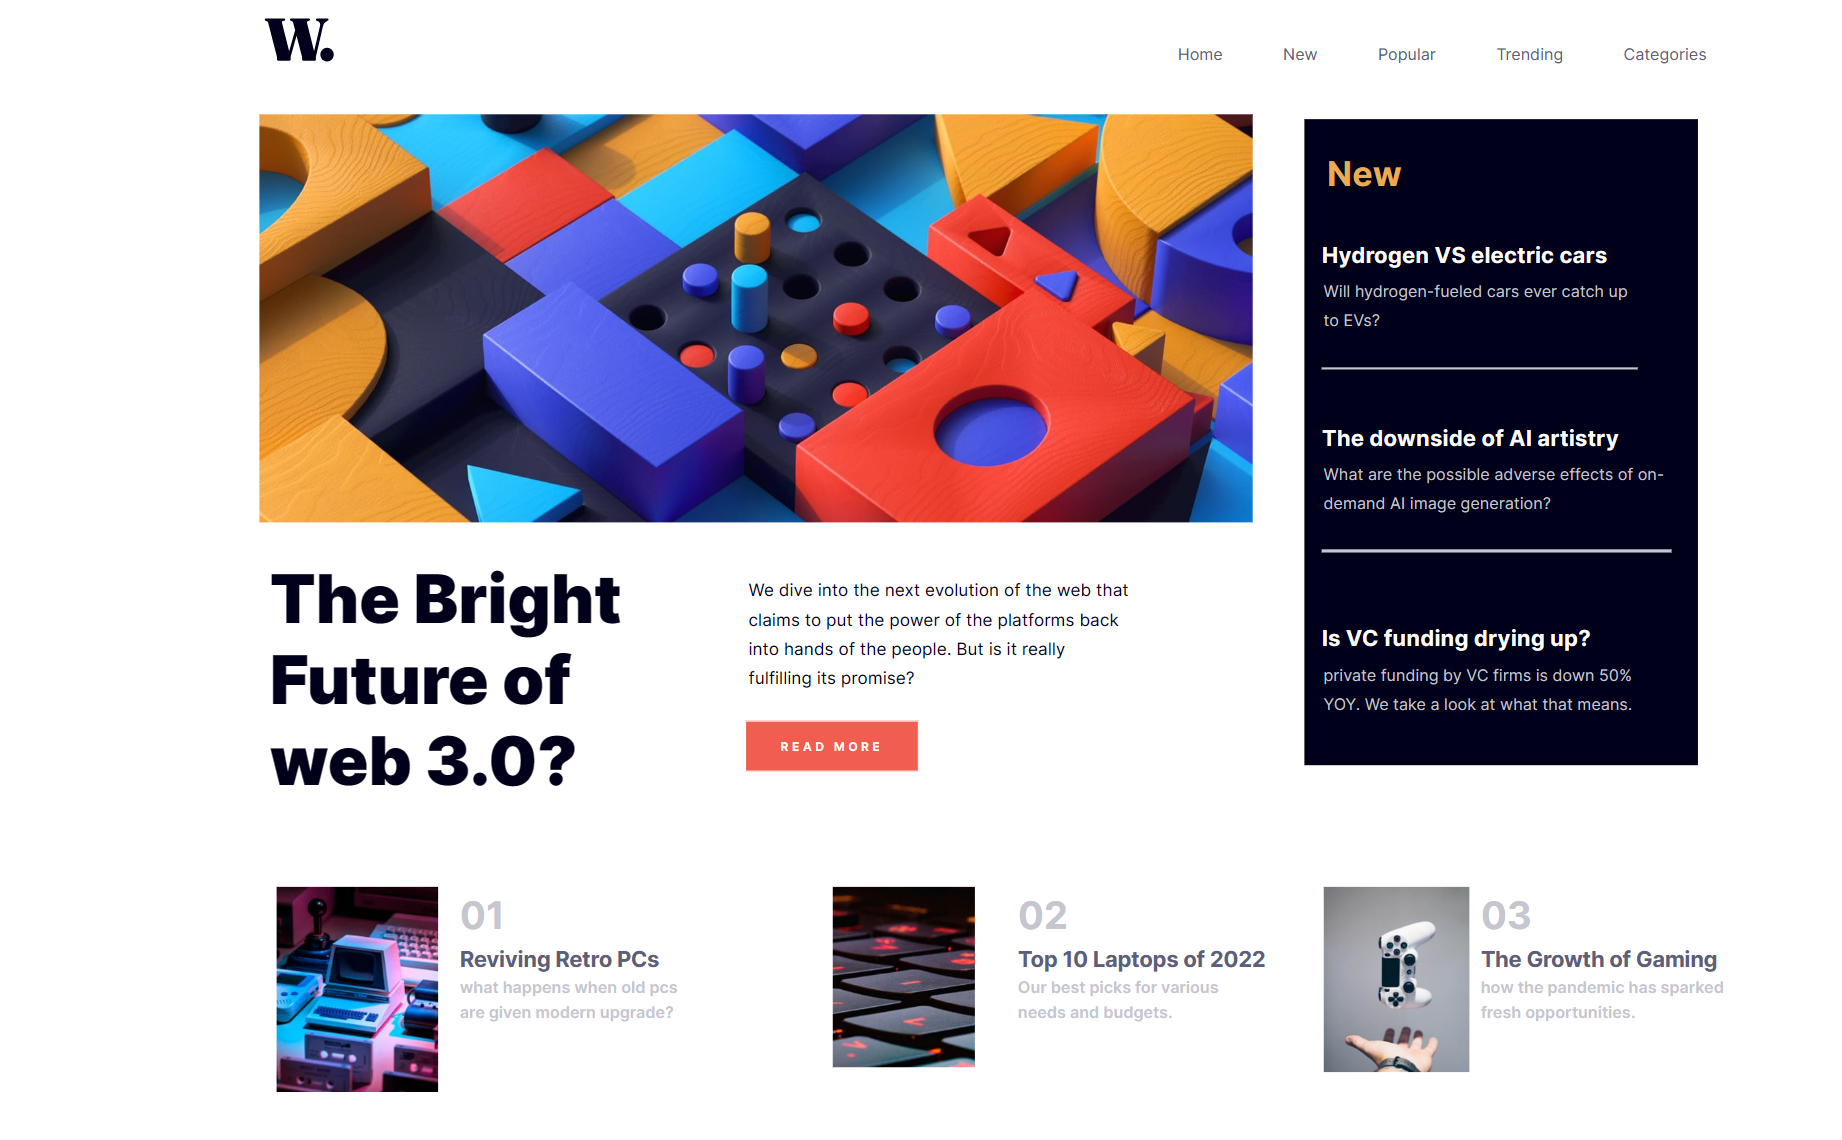 W.
Home New Popular Trending Categories
New
Hydrogen VS electric cars
Will hydrogen-fueled cars ever catch up
to EVs?
The downside of AI artistry
What are the possible adverse effects of on-
demand AI image generation?
Is VC funding drying up?
private funding by VC firms is down 50%
YOY. We take a look at what that means.
The Bright
Future of
web 3.0?
We dive into the next evolution of the web that
claims to put the power of the platforms back
into hands of the people. But is it really
fulfilling its promise?
READ MORE
01
Reviving Retro PCs
what happens when old pcs
are given modern upgrade?
02
Top 10 Laptops of 2022
Our best picks for various
needs and budgets.
03
The Growth of Gaming
how the pandemic has sparked
fresh opportunities.